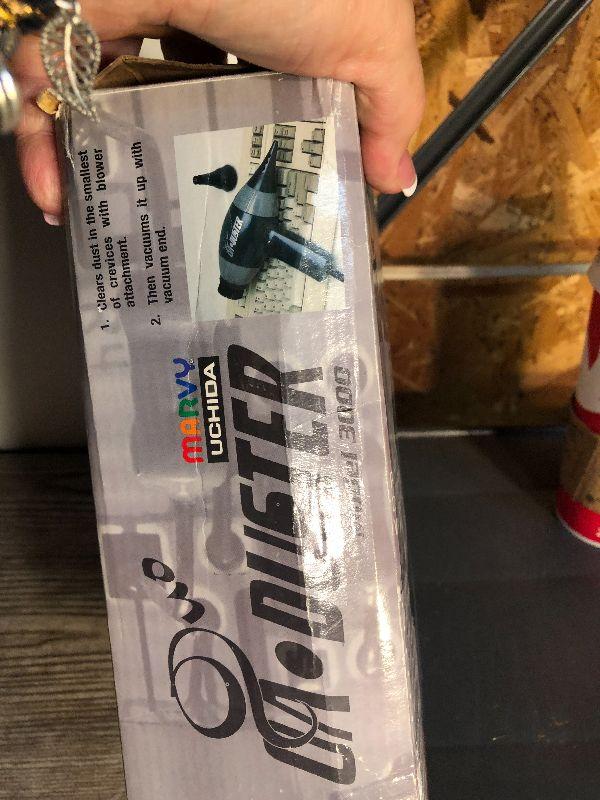 1. Clears dust in the smallest
of crevices with blower
attachment.
2. Then vacuums it up with
vacuum end.
MARVY®
UCHIDA
DUSTER
Model 3000